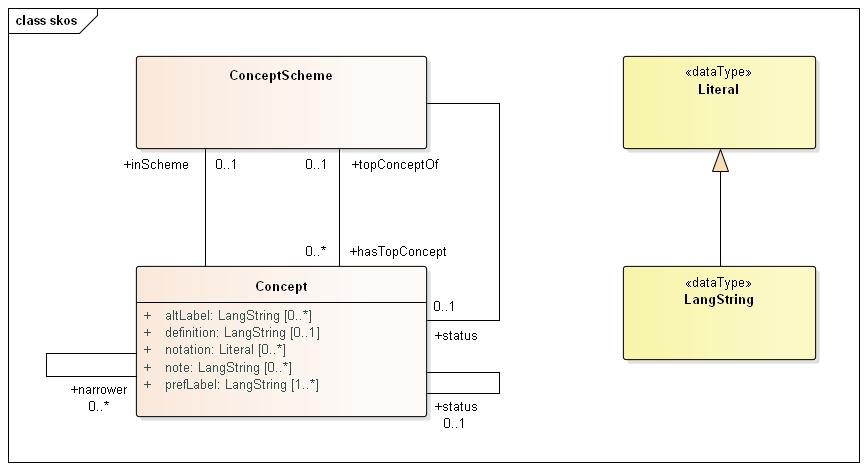 class skos
ConceptScheme
«dataType»
Literal
+inScheme 0..1 0..1 +topConceptOf
0..* +hasTopConcept
Concept
+ altLabel: LangString [0..*]
+ definition: LangString [0..1]
+ notation: Literal [0..*]
+ note: LangString [0..*]
+ prefLabel: LangString [1..*]
0..1
+status
«dataType»
LangString
+narrower
0..*
+status
0..1